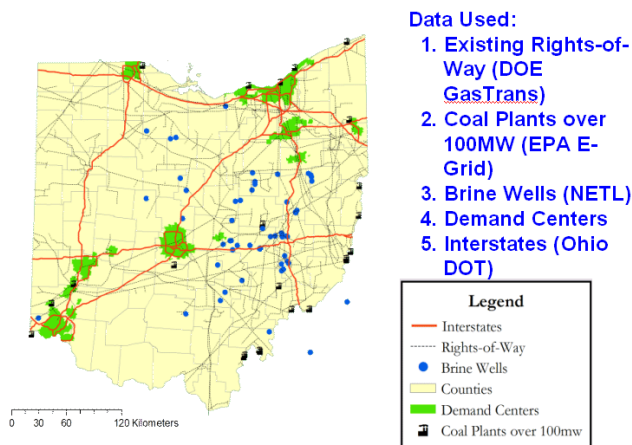 Data Used:
1. Existing Rights-of-
Way (DOE
GasTrans)
2. Coal Plants over
100MW (EPA E-
Grid)
3. Brine Wells (NETL)
4. Demand Centers
5. Interstates (Ohio
DOT)
Legend
Interstates
Rights-of-Way
Brine Wells
Counties
Demand Centers
Coal Plants over 100mw
0 30 60 120 Kilometers